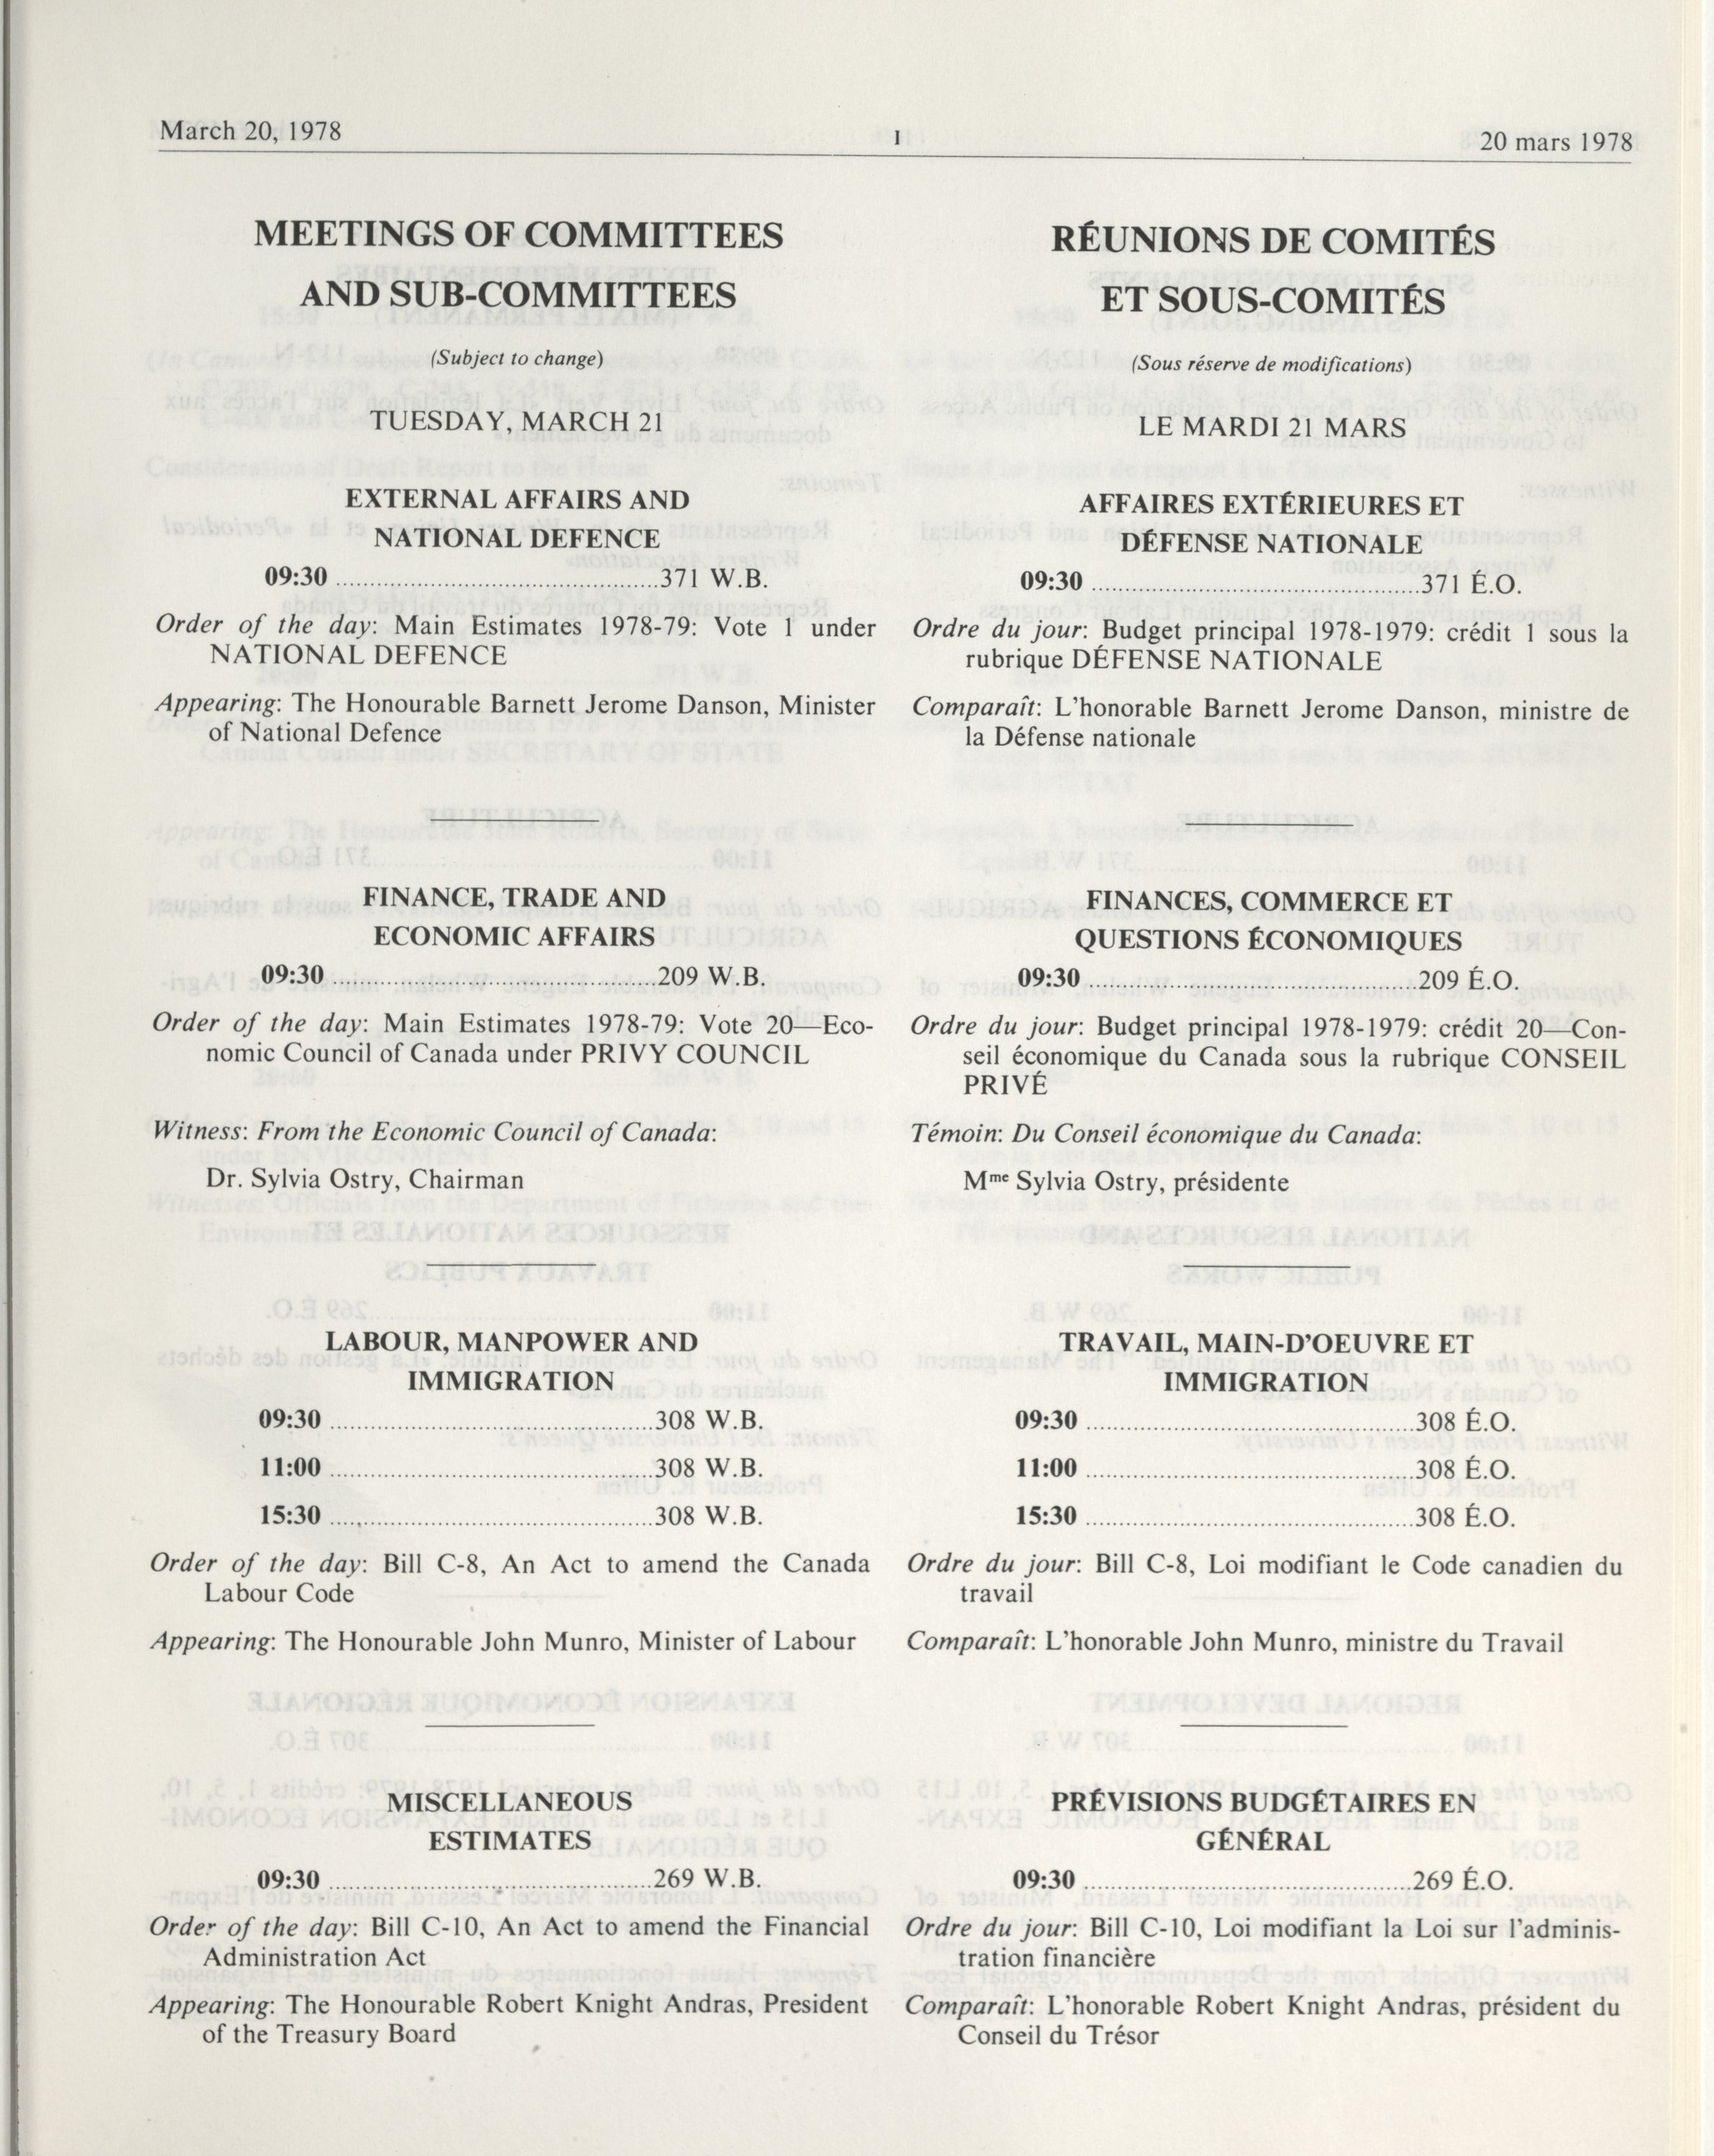 March 20, 1978
I
20 mars 1978
MEETINGS OF COMMITTEES
AND SUB-COMMITTEES
(Subject to change)
TUESDAY, MARCH 21
EXTERNAL AFFAIRS AND
NATIONAL DEFENCE
09:30 ................................................371 W.B.
Order of the day: Main Estimates 1978-79: Vote 1 under
NATIONAL DEFENCE
Appearing: The Honourable Barnett Jerome Danson, Minister
of National Defence
FINANCE, TRADE AND
ECONOMIC AFFAIRS
09:30 ................................................209 W.B.
Order of the day: Main Estimates 1978-79: Vote 20—Eco-
nomic Council of Canada under PRIVY COUNCIL
Witness: From the Economic Council of Canada:
Dr. Sylvia Ostry, Chairman
LABOUR, MANPOWER AND
IMMIGRATION
09:30 ................................................308 W.B.
11:00 ................................................308 W.B.
15:30 ................................................308 W.B.
Order of the day: Bill C-8, An Act to amend the Canada
Labour Code
Appearing: The Honourable John Munro, Minister of Labour
MISCELLANEOUS
ESTIMATES
09:30 ................................................269 W.B.
Order of the day: Bill C-10, An Act to amend the Financial
Administration Act
Appearing: The Honourable Robert Knight Andras, President
of the Treasury Board
RÉUNIONS DE COMITÉS
ET SOUS-COMITÉS
(Sous réserve de modifications)
LE MARDI 21 MARS
AFFAIRES EXTÉRIEURES ET
DÉFENSE NATIONALE
09:30 ................................................371 É.O.
Ordre du jour: Budget principal 1978-1979: crédit 1 sous la
rubrique DÉFENSE NATIONALE
Comparaît: L'honorable Barnett Jerome Danson, ministre de
la Défense nationale
FINANCES, COMMERCE ET
QUESTIONS ÉCONOMIQUES
09:30 ................................................209 É.O.
Ordre du jour: Budget principal 1978-1979: crédit 20—Con-
seil économique du Canada sous la rubrique CONSEIL
PRIVÉ
Témoin: Du Conseil économique du Canada:
Mme Sylvia Ostry, présidente
TRAVAIL, MAIN-D'OEUVRE ET
IMMIGRATION
09:30 ................................................308 É.O.
11:00 ................................................308 É.O.
15:30 ................................................308 É.O.
Ordre du jour: Bill C-8, Loi modifiant le Code canadien du
travail
Comparaît: L'honorable John Munro, ministre du Travail
PRÉVISIONS BUDGÉTAIRES EN
GÉNÉRAL
09:30 ................................................269 É.O.
Ordre du jour: Bill C-10, Loi modifiant la Loi sur l'adminis-
tration financière
Comparaît: L'honorable Robert Knight Andras, président du
Conseil du Trésor